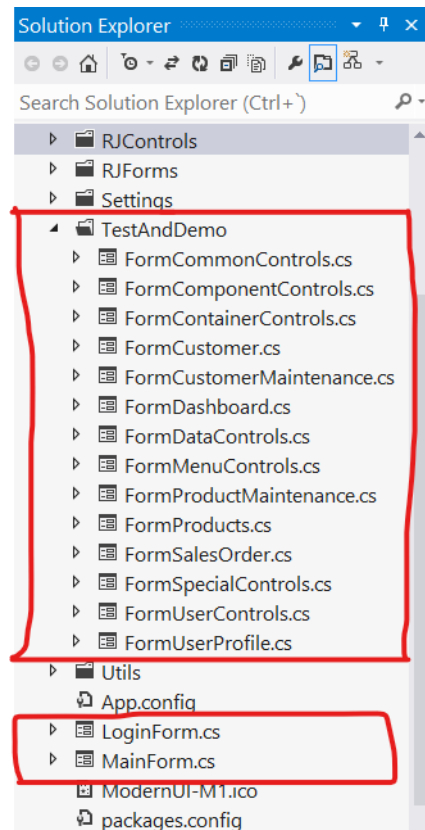 Solution Explorer
Search Solution Explorer (Ctrl+`)
RJControls
RJForms
Settings
TestAndDemo
FormCommonControls.cs
FormComponentControls.cs
FormContainerControls.cs
FormCustomer.cs
FormCustomerMaintenance.cs
FormDashboard.cs
FormDataControls.cs
FormMenuControls.cs
FormProductMaintenance.cs
FormProducts.cs
FormSalesOrder.cs
FormSpecialControls.cs
FormUserControls.cs
FormUserProfile.cs
Utils
App.config
LoginForm.cs
MainForm.cs
ModernUI-M1.ico
packages.config